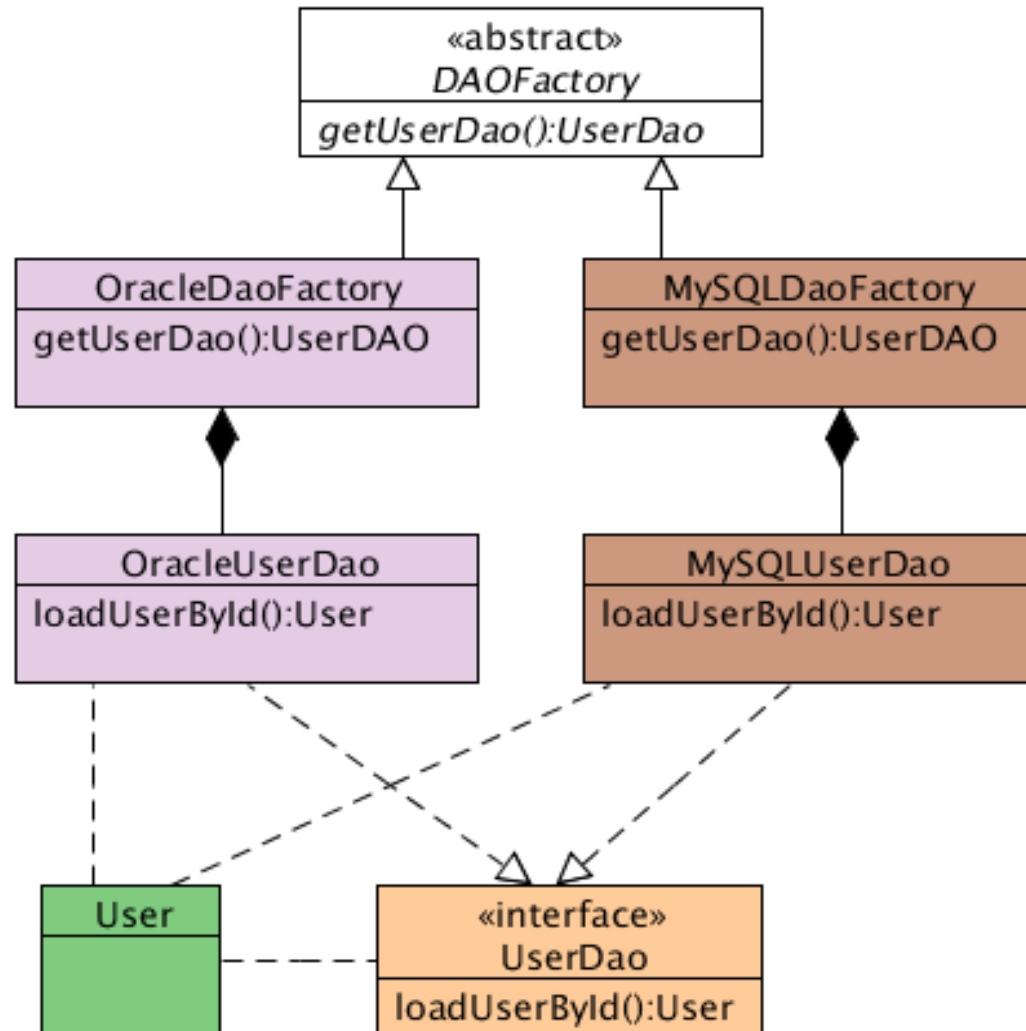 «abstract»
DAOFactory
getUserDao():UserDao
OracleDaoFactory
getUserDao():UserDAO
MySQLDaoFactory
getUserDao():UserDAO
OracleUserDao
loadUserById():User
MySQLUserDao
loadUserById():User
User
«interface»
UserDao
loadUserById():User